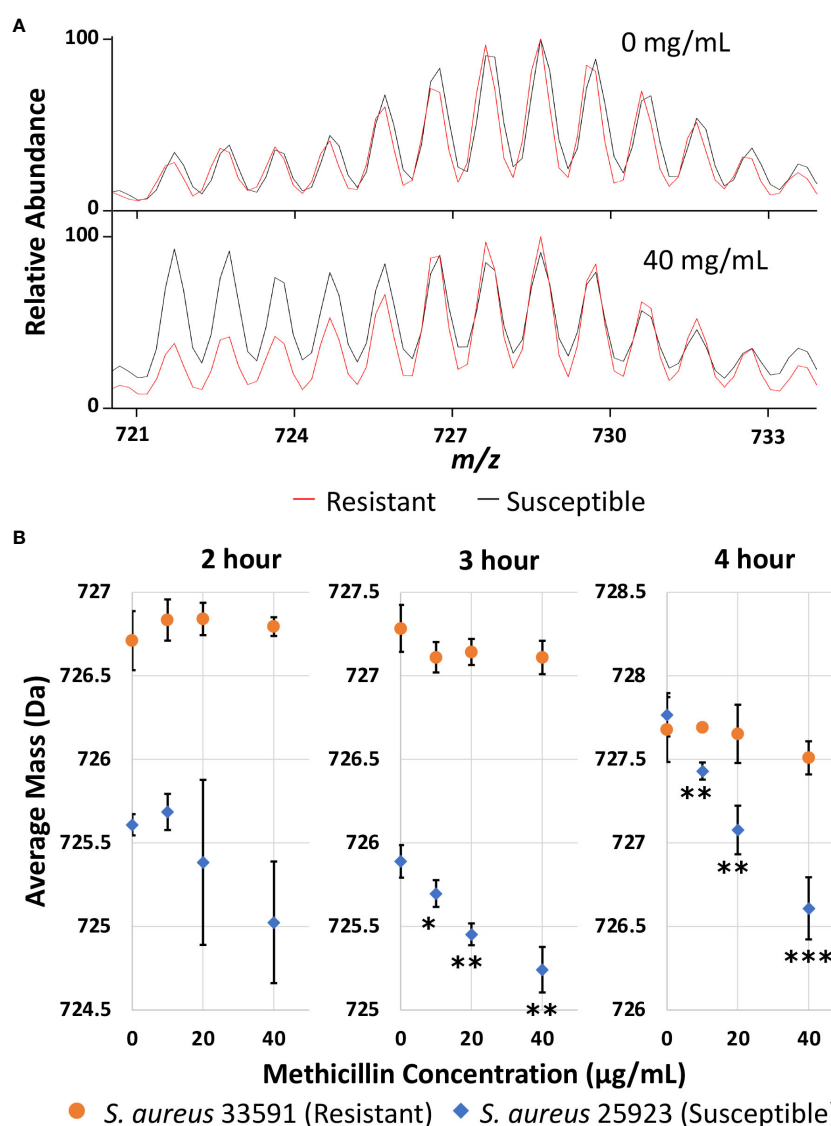 A
100
0
0 mg/mL
Relative Abundance
100
0
40 mg/mL
721 724 727 730 733
m/z
Resistant Susceptible
B
2 hour 3 hour 4 hour
Average Mass (Da)
727
726.5
726
725.5
725
724.5
727.5
727
726.5
726
725.5
725
* ** **
728.5
728
727.5
727
726.5
726
** ** ***
0 20 40 0 20 40 0 20 40
Methicillin Concentration (µg/mL)
S. aureus 33591 (Resistant) S. aureus 25923 (Susceptible)